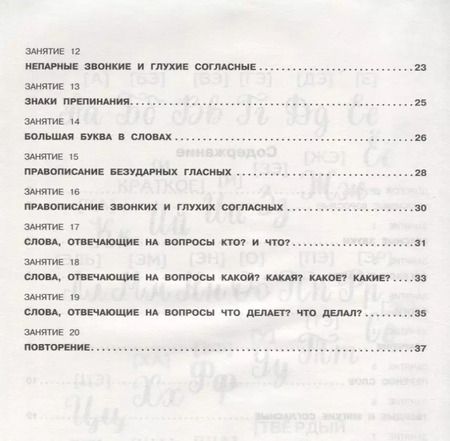 ЗАНЯТИЕ 12
НЕПАРНЫЕ ЗВОНКИЕ И ГЛУХИЕ СОГЛАСНЫЕ 23
ЗАНЯТИЕ 13
ЗНАКИ ПРЕПИНАНИЯ 25
ЗАНЯТИЕ 14
БОЛЬШАЯ БУКВА В СЛОВАХ 26
ЗАНЯТИЕ 15
ПРАВОПИСАНИЕ БЕЗУДАРНЫХ ГЛАСНЫХ 28
ЗАНЯТИЕ 16
ПРАВОПИСАНИЕ ЗВОНКИХ И ГЛУХИХ СОГЛАСНЫХ 30
ЗАНЯТИЕ 17
СЛОВА, ОТВЕЧАЮЩИЕ НА ВОПРОСЫ КТО? И ЧТО? 31
ЗАНЯТИЕ 18
СЛОВА, ОТВЕЧАЮЩИЕ НА ВОПРОСЫ КАКОЙ? КАКАЯ? КАКОЕ? КАКИЕ? 33
ЗАНЯТИЕ 19
СЛОВА, ОТВЕЧАЮЩИЕ НА ВОПРОСЫ ЧТО ДЕЛАЕТ? ЧТО ДЕЛАЛ? 35
ЗАНЯТИЕ 20
ПОВТОРЕНИЕ 37